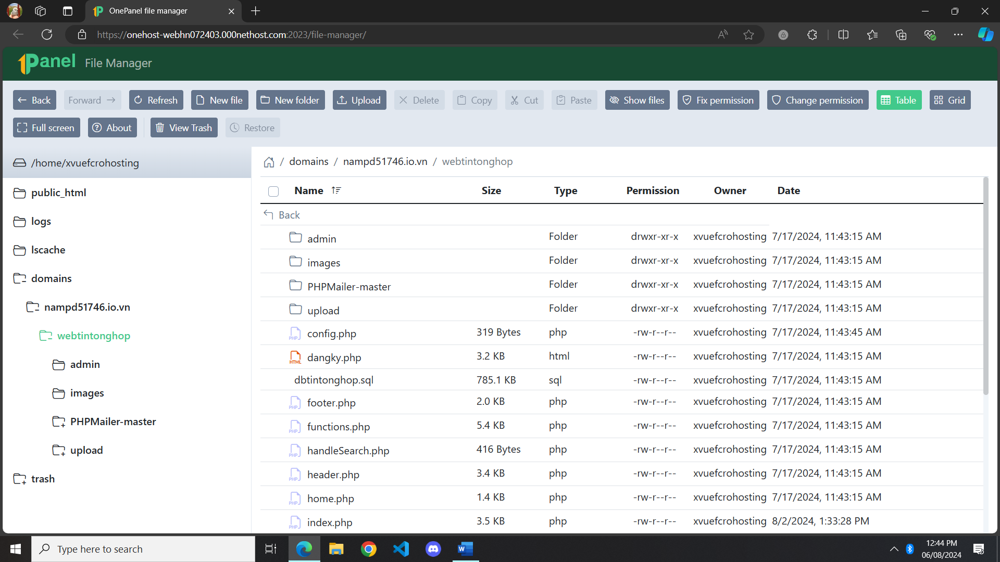 OnePanel file manager
https://onehost-webhn072403.000nethost.com:2023/file-manager/
1Panel File Manager
Back Forward Refresh New file New folder Upload Delete Copy Cut Paste Show files Fix permission Change permission Table Grid
Full screen About View Trash Restore
/home/xvuefcrohosting
public_html
logs
lscache
domains
nampd51746.io.vn
webtintonghop
admin
images
PHPMailer-master
upload
trash
/ domains / nampd51746.io.vn / webtintonghop
Name Size Type Permission Owner Date
Back
admin Folder drwxr-xr-x xvuefcrohosting 7/17/2024, 11:43:15 AM
images Folder drwxr-xr-x xvuefcrohosting 7/17/2024, 11:43:15 AM
PHPMailer-master Folder drwxr-xr-x xvuefcrohosting 7/17/2024, 11:43:15 AM
upload Folder drwxr-xr-x xvuefcrohosting 7/17/2024, 11:43:15 AM
PHP config.php 319 Bytes php -rw-r--r-- xvuefcrohosting 7/17/2024, 11:43:45 AM
HTML dangky.php 3.2 KB html -rw-r--r-- xvuefcrohosting 7/17/2024, 11:43:15 AM
dbtintonghop.sql 785.1 KB sql -rw-r--r-- xvuefcrohosting 7/17/2024, 11:43:15 AM
PHP footer.php 2.0 KB php -rw-r--r-- xvuefcrohosting 7/17/2024, 11:43:15 AM
PHP functions.php 5.4 KB php -rw-r--r-- xvuefcrohosting 7/17/2024, 11:43:15 AM
PHP handleSearch.php 416 Bytes php -rw-r--r-- xvuefcrohosting 7/17/2024, 11:43:15 AM
PHP header.php 3.4 KB php -rw-r--r-- xvuefcrohosting 7/17/2024, 11:43:15 AM
PHP home.php 1.4 KB php -rw-r--r-- xvuefcrohosting 7/17/2024, 11:43:15 AM
PHP index.php 3.5 KB php -rw-r--r-- xvuefcrohosting 8/2/2024, 1:33:28 PM
Type here to search
12:44 PM
06/08/2024